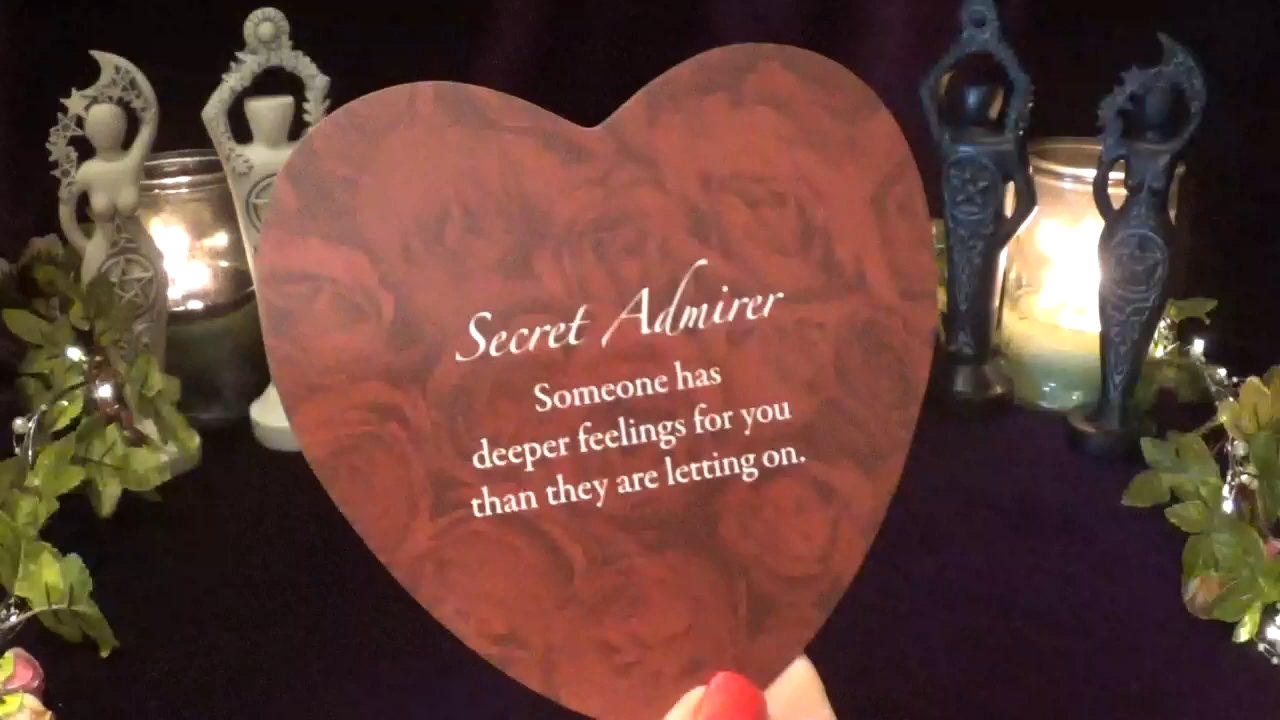 Secret Admirer
Someone has
deeper feelings for you
than they are letting on.